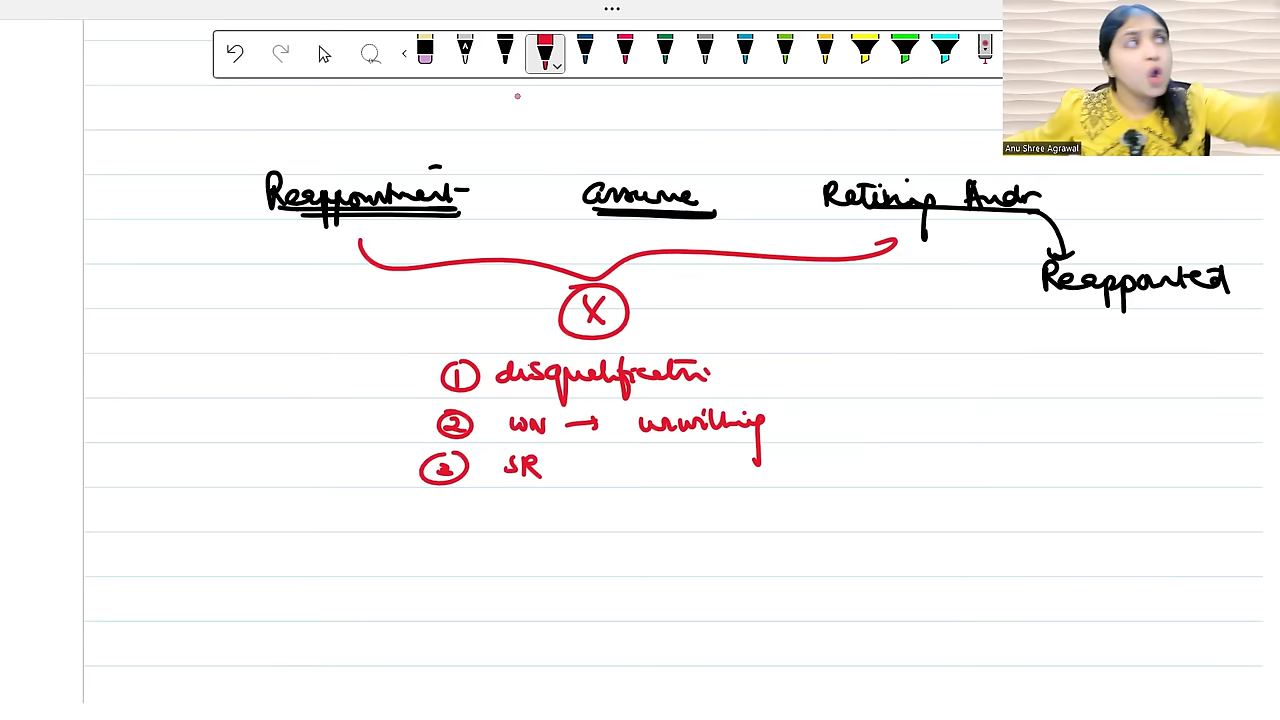 Anu Shree Agrawal
Reappointment assume Retiring Audr
Reappointed
X
① disqualification
② WN → unwilling
③ SR